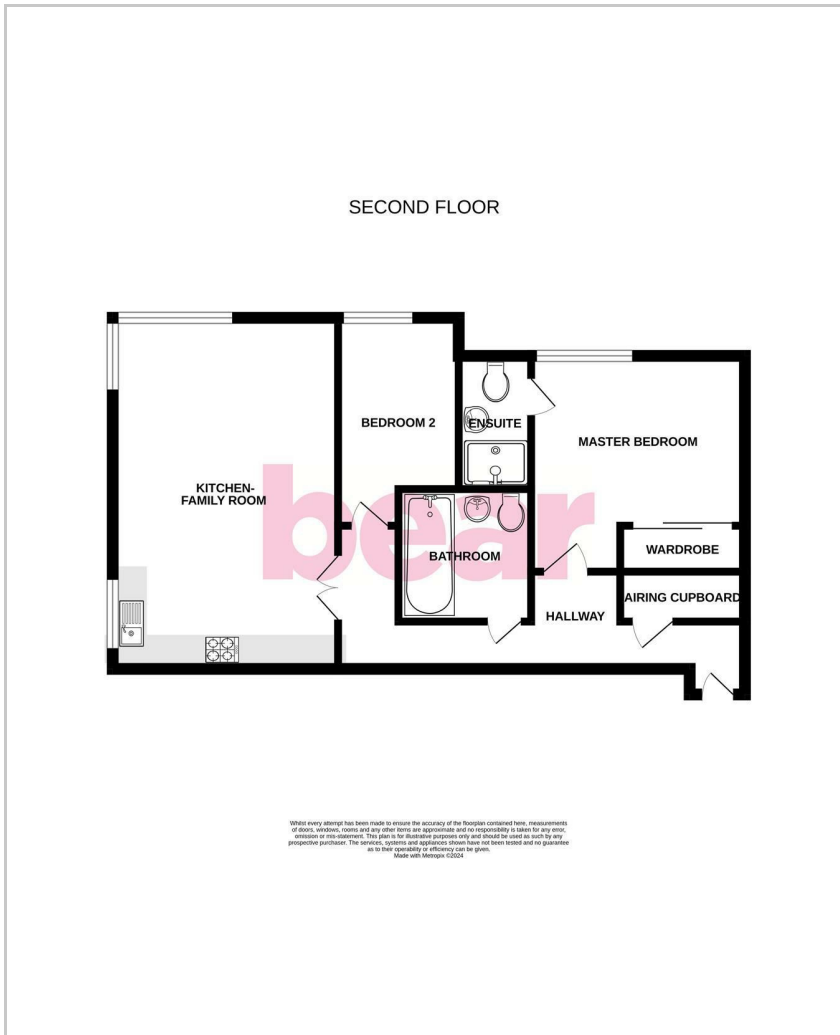 SECOND FLOOR
BEDROOM 2
ENSUITE
MASTER BEDROOM
KITCHEN-
FAMILY ROOM
bear
BATHROOM
WARDROBE
AIRING CUPBOARD
HALLWAY
Whilst every attempt has been made to ensure the accuracy of the floorplan contained here, measurements
of doors, windows, rooms and any other items are approximate and no responsibility is taken for any error,
omission or mis-statement. This plan is for illustrative purposes only and should be used as such by any
prospective purchaser. The services, systems and appliances shown have not been tested and no guarantee
as to their operability or efficiency can be given.
Made with Metropix ©2024